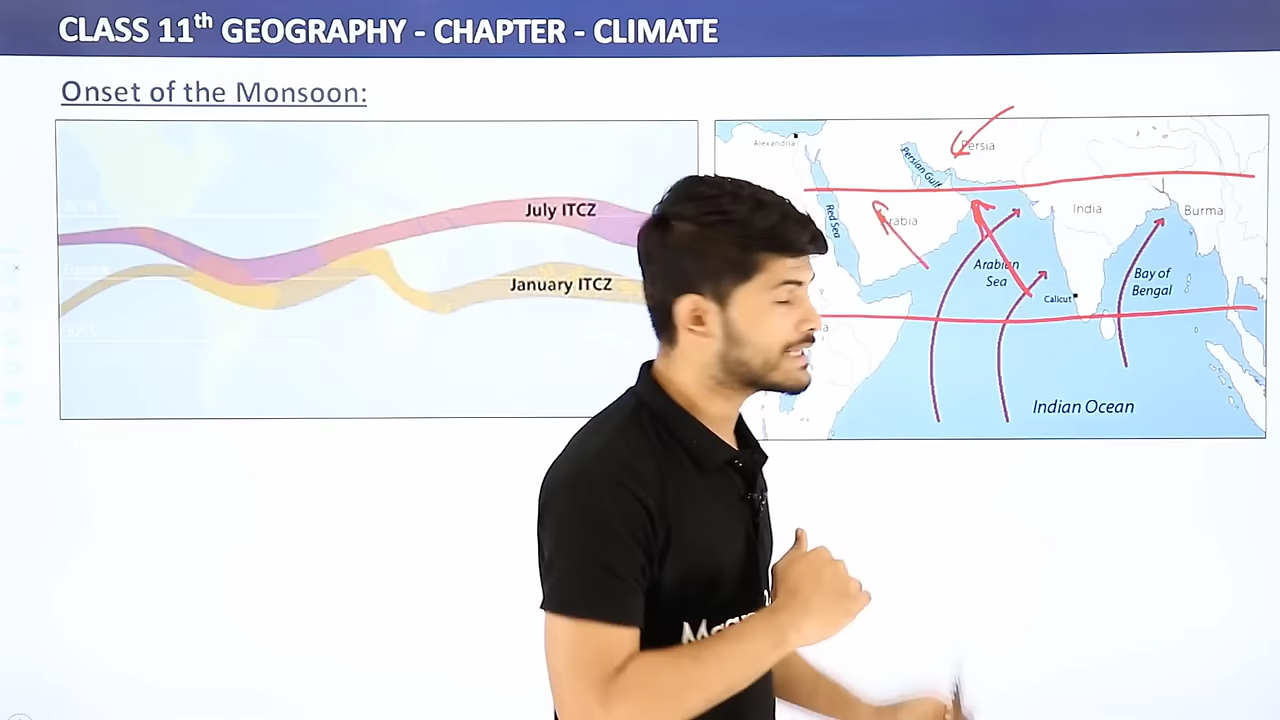 CLASS 11th GEOGRAPHY - CHAPTER - CLIMATE
Onset of the Monsoon:
July ITCZ
January ITCZ
Alexandria
Persia
Persian Gulf
Red Sea
Arabia
India
Burma
Arabian
Sea
Bay of
Bengal
Calicut
Indian Ocean